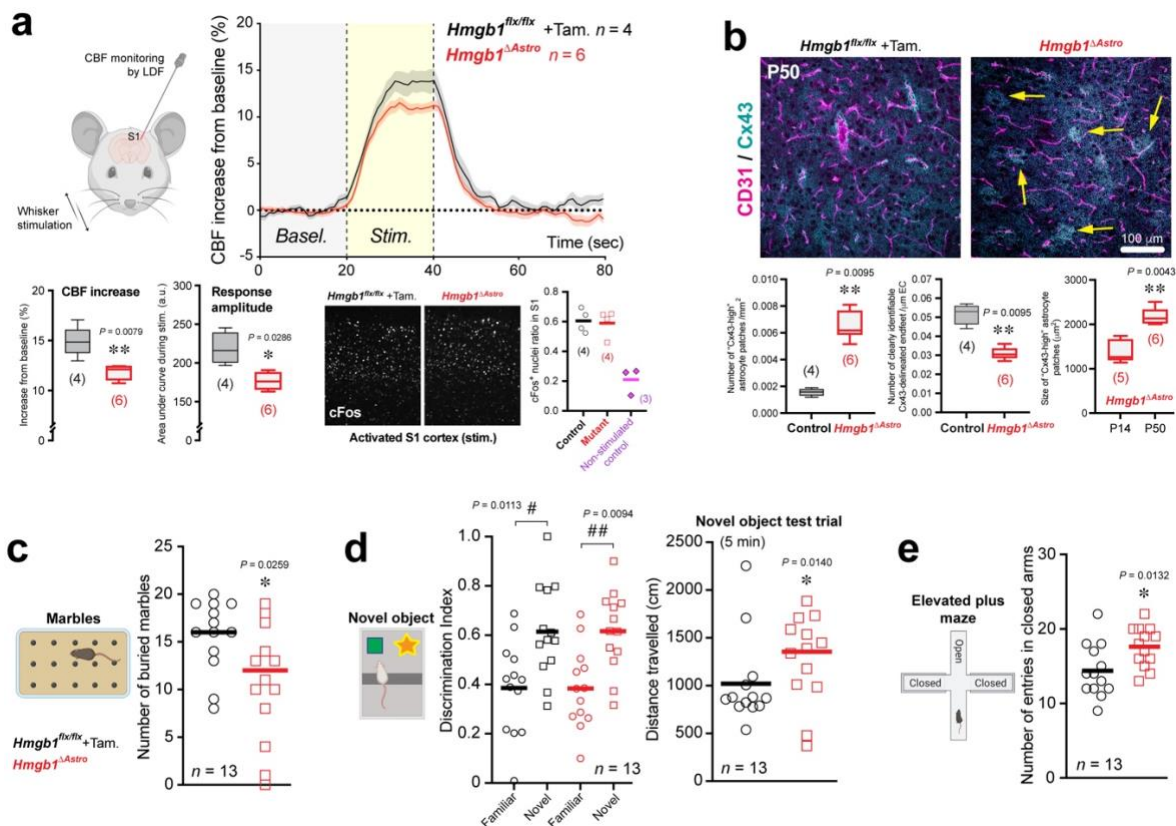 a
CBF monitoring
by LDF
S1
Whisker
stimulation
CBF increase from baseline (%)
20
15
10
5
0
-5
Hmgb1flx/flx +Tam. n = 4
Hmgb1ΔAstro n = 6
Basel.
Stim.
Time (sec)
0 20 40 60 80
CBF increase
Increase from baseline (%)
20
15
10
0
P = 0.0079
**
(4)
(6)
Response
amplitude
Area under curve during stim. (a.u.)
300
250
200
150
0
P = 0.0286
*
(4)
(6)
Hmgb1flx/flx +Tam.
Hmgb1ΔAstro
cFos
Activated S1 cortex (stim.)
cFos+ nuclei ratio in S1
0.8
0.6
0.4
0.2
0.0
(4)
(4)
(3)
Control
Mutant
Non-stimulated
control
b
Hmgb1flx/flx +Tam.
Hmgb1ΔAstro
CD31 / Cx43
P50
100 µm
Number of "Cx43-high"
astrocyte patches /mm2
0.010
0.008
0.006
0.004
0.002
0.000
P = 0.0095
**
(4)
(6)
Control Hmgb1ΔAstro
Number of clearly identifiable
Cx43-delineated endfeet /µm EC
0.06
0.05
0.04
0.03
0.02
0.01
0.00
P = 0.0095
**
(4)
(6)
Control Hmgb1ΔAstro
Size of "Cx43-high" astrocyte
patches (µm2)
3000
2000
1000
0
P = 0.0043
**
(5)
(6)
Hmgb1ΔAstro
P14 P50
c
Marbles
Hmgb1flx/flx+Tam.
Hmgb1ΔAstro
Number of buried marbles
25
20
15
10
5
0
P = 0.0259
*
n = 13
d
Novel object
Discrimination Index
1.0
0.8
0.6
0.4
0.2
0.0
P = 0.0113
#
P = 0.0094
##
n = 13
Familiar
Novel
Familiar
Novel
Novel object test trial
(5 min)
Distance travelled (cm)
2500
2000
1500
1000
500
0
P = 0.0140
*
n = 13
e
Elevated plus
maze
Open
Closed
Closed
Number of entries in closed arms
30
20
10
0
P = 0.0132
*
n = 13